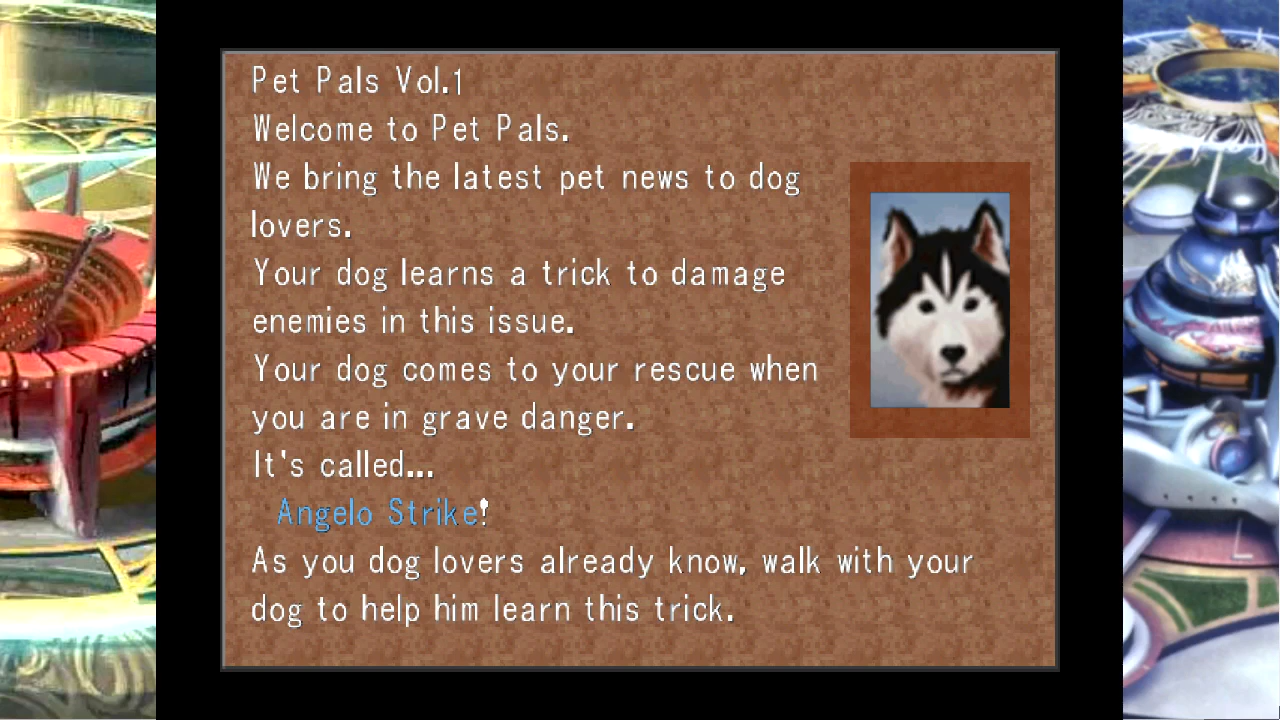 Pet Pals Vol.1
Welcome to Pet Pals.
We bring the latest pet news to dog
lovers.
Your dog learns a trick to damage
enemies in this issue.
Your dog comes to your rescue when
you are in grave danger.
It's called...
Angelo Strike!
As you dog lovers already know, walk with your
dog to help him learn this trick.